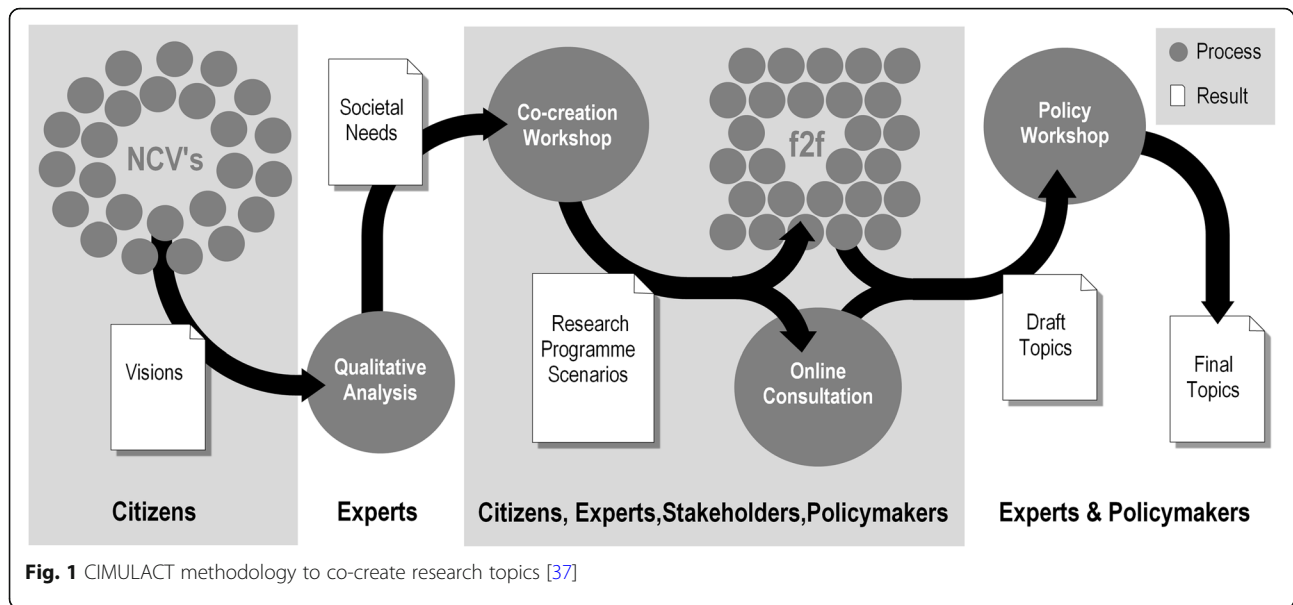 NCV's
Visions
Citizens
Societal
Needs
Qualitative
Analysis
Experts
Co-creation
Workshop
Research
Programme
Scenarios
f2f
Online
Consultation
Citizens, Experts,Stakeholders,Policymakers
Policy
Workshop
Draft
Topics
Final
Topics
Experts & Policymakers
Process
Result
Fig. 1 CIMULACT methodology to co-create research topics [37]